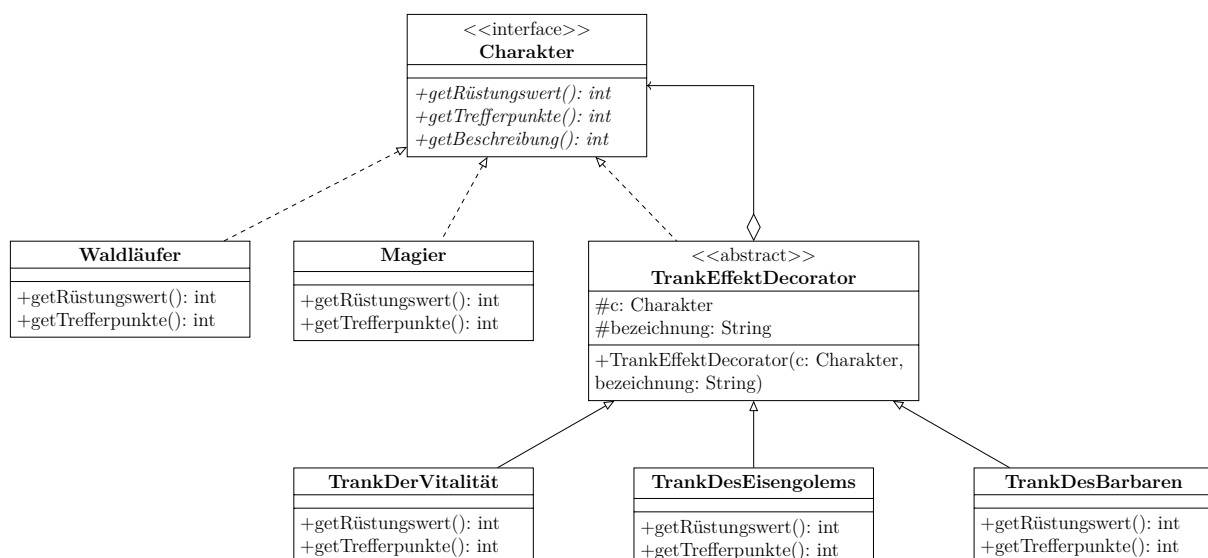 <<interface>>
Charakter
+getRüstungswert(): int
+getTrefferpunkte(): int
+getBeschreibung(): int
Waldläufer
+getRüstungswert(): int
+getTrefferpunkte(): int
Magier
+getRüstungswert(): int
+getTrefferpunkte(): int
<<abstract>>
TrankEffektDecorator
#c: Charakter
#bezeichnung: String
+TrankEffektDecorator(c: Charakter,
bezeichnung: String)
TrankDerVitalität
+getRüstungswert(): int
+getTrefferpunkte(): int
TrankDesEisengolems
+getRüstungswert(): int
+getTrefferpunkte(): int
TrankDesBarbaren
+getRüstungswert(): int
+getTrefferpunkte(): int